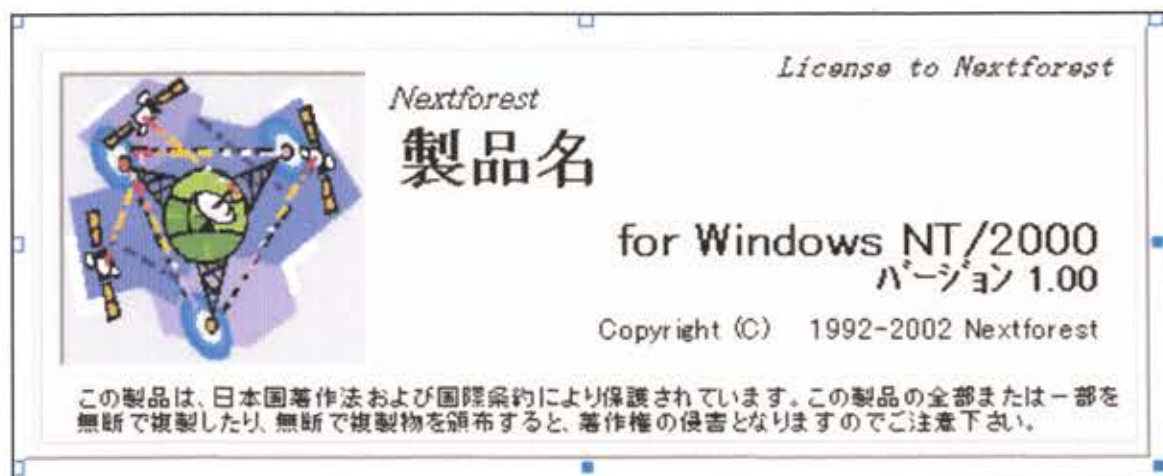 License to Nextforest
Nextforest
製品名
for Windows NT/2000
バージョン 1.00
Copyright (C) 1992-2002 Nextforest
この製品は、日本国著作法および国際条約により保護されています。この製品の全部または一部を
無断で複製したり、無断で複製物を頒布すると、著作権の侵害となりますのでご注意下さい。